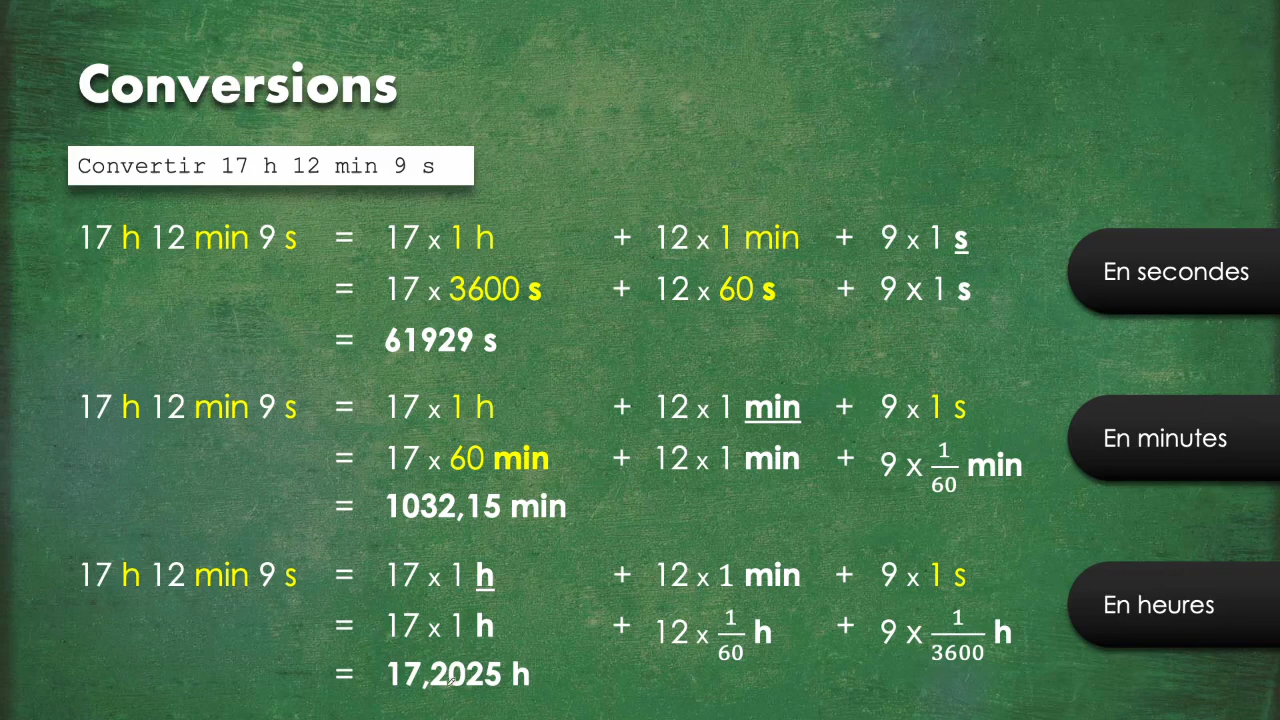 Conversions
Convertir 17 h 12 min 9 s
17 h 12 min 9 s = 17 x 1 h + 12 x 1 min + 9 x 1 s
= 17 x 3600 s + 12 x 60 s + 9 x 1 s
En secondes
= 61929 s
17 h 12 min 9 s = 17 x 1 h + 12 x 1 min + 9 x 1 s
En minutes
= 17 x 60 min + 12 x 1 min + 9 x 1/60 min
= 1032,15 min
17 h 12 min 9 s = 17 x 1 h + 12 x 1 min + 9 x 1 s
En heures
= 17 x 1 h + 12 x 1/60 h + 9 x 1/3600 h
= 17,2025 h